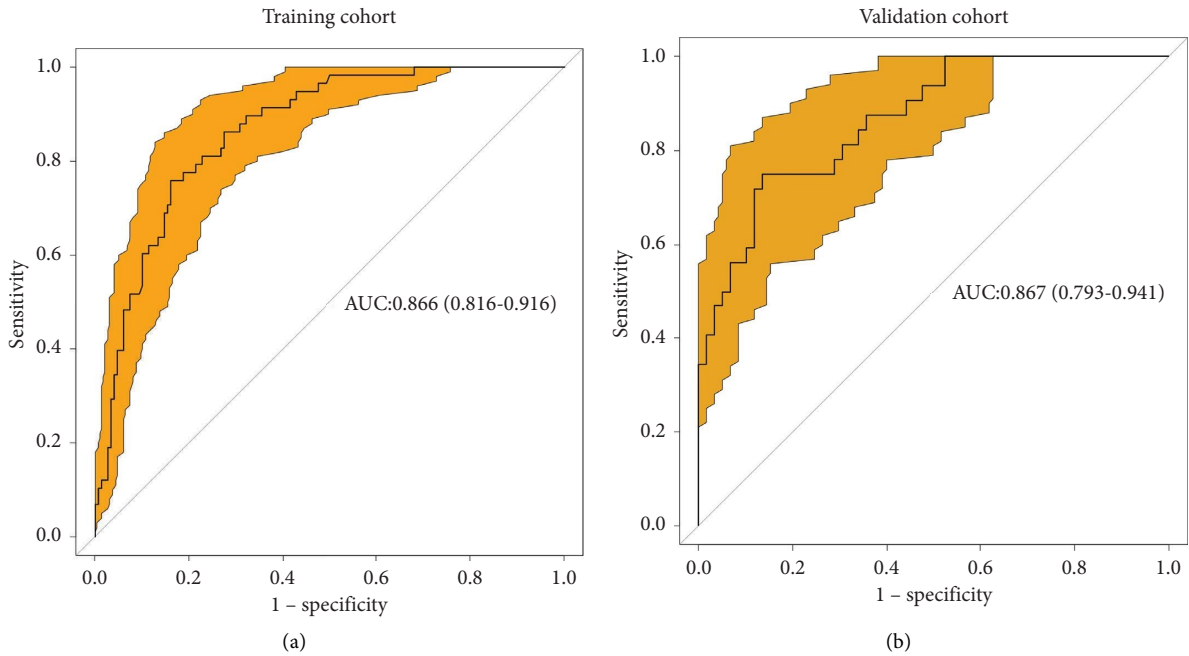 Training cohort
1.0
0.8
0.6
0.4
0.2
0.0
Sensitivity
AUC:0.866 (0.816-0.916)
0.0 0.2 0.4 0.6 0.8 1.0
1 – specificity
(a)
Validation cohort
1.0
0.8
0.6
0.4
0.2
0.0
Sensitivity
AUC:0.867 (0.793-0.941)
0.0 0.2 0.4 0.6 0.8 1.0
1 – specificity
(b)